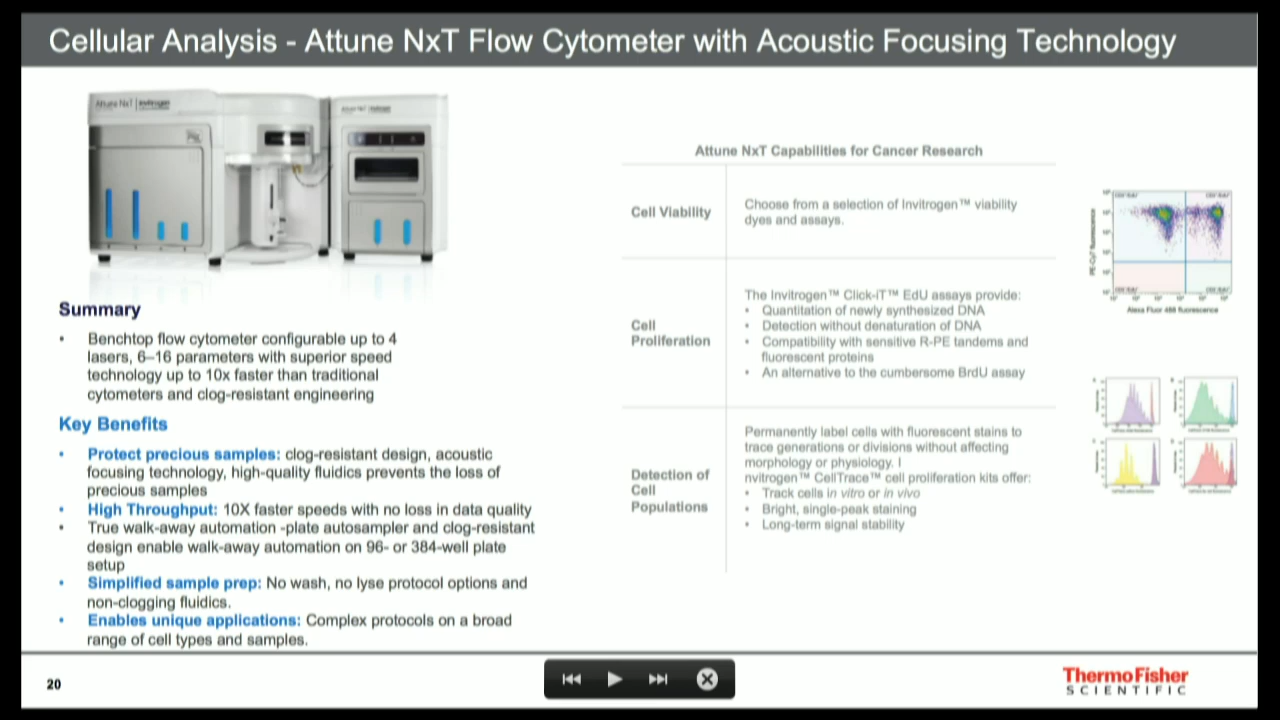 Cellular Analysis - Attune NxT Flow Cytometer with Acoustic Focusing Technology
Attune NxT | invitrogen
Summary
• Benchtop flow cytometer configurable up to 4
lasers, 6–16 parameters with superior speed
technology up to 10x faster than traditional
cytometers and clog-resistant engineering
Key Benefits
• Protect precious samples: clog-resistant design, acoustic
focusing technology, high-quality fluidics prevents the loss of
precious samples
• High Throughput: 10X faster speeds with no loss in data quality
• True walk-away automation -plate autosampler and clog-resistant
design enable walk-away automation on 96- or 384-well plate
setup
• Simplified sample prep: No wash, no lyse protocol options and
non-clogging fluidics.
• Enables unique applications: Complex protocols on a broad
range of cell types and samples.
Attune NxT Capabilities for Cancer Research
Cell Viability
Choose from a selection of Invitrogen™ viability
dyes and assays.
Cell
Proliferation
The Invitrogen™ Click-iT™ EdU assays provide:
• Quantitation of newly synthesized DNA
• Detection without denaturation of DNA
• Compatibility with sensitive R-PE tandems and
fluorescent proteins
• An alternative to the cumbersome BrdU assay
Detection of
Cell
Populations
Permanently label cells with fluorescent stains to
trace generations or divisions without affecting
morphology or physiology. I
nvitrogen™ CellTrace™ cell proliferation kits offer:
• Track cells in vitro or in vivo
• Bright, single-peak staining
• Long-term signal stability
PE-Cy7 fluorescence
Alexa Fluor 488 fluorescence
20
ThermoFisher
SCIENTIFIC